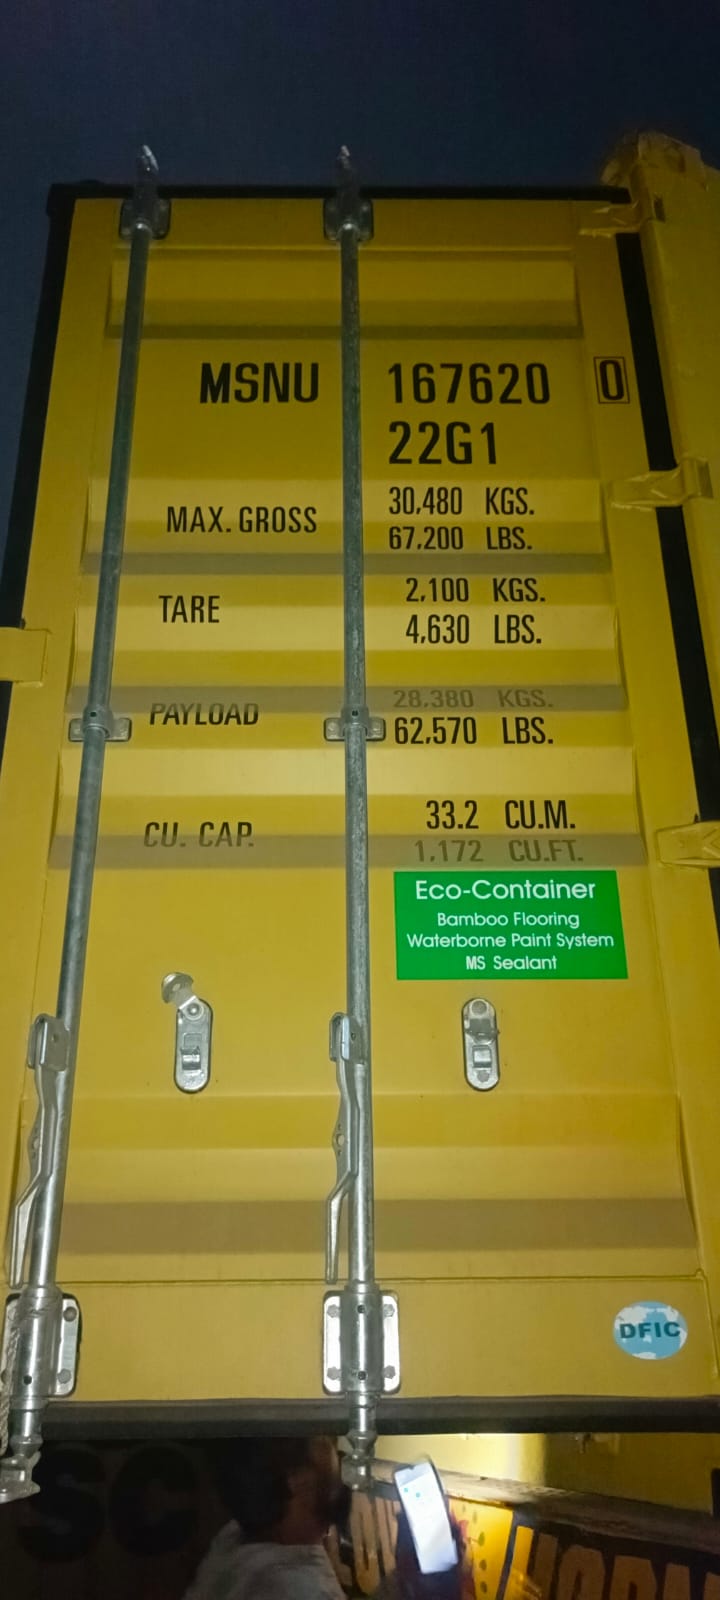 MSNU 167620 0
22G1
MAX. GROSS 30,480 KGS.
67,200 LBS.
TARE 2,100 KGS.
4,630 LBS.
PAYLOAD 28,380 KGS.
62,570 LBS.
CU. CAP. 33.2 CU.M.
1,172 CU.FT.
Eco-Container
Bamboo Flooring
Waterborne Paint System
MS Sealant
DFIC
SC